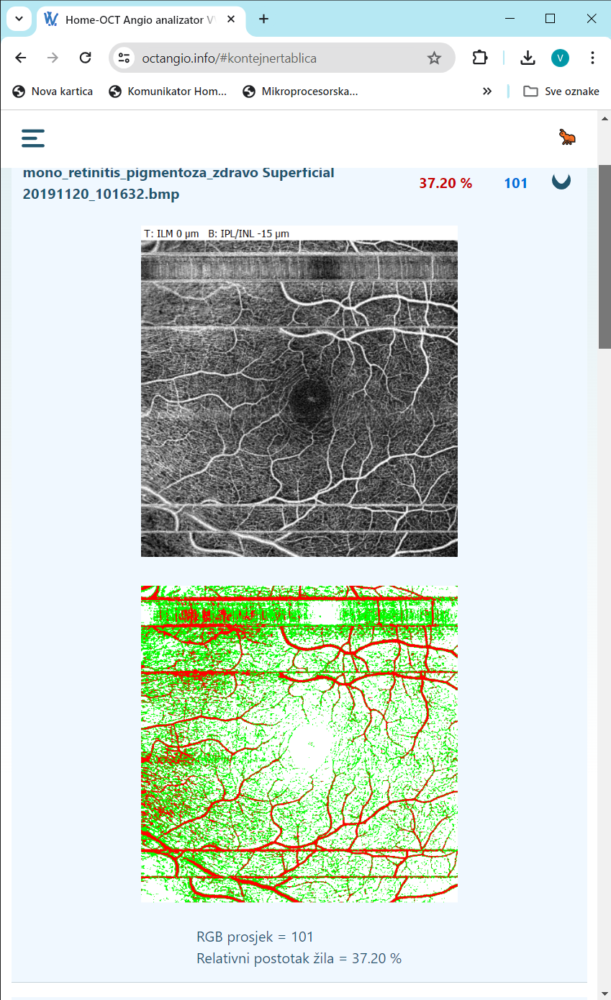 Home-OCT Angio analizator V
octangio.info/#kontejnertablica
V
Nova kartica
Komunikator Hom...
Mikroprocesorska...
Sve oznake
mono_retinitis_pigmentoza_zdravo Superficial
20191120_101632.bmp
37.20 %
101
T: ILM 0 µm B: IPL/INL -15 µm
RGB prosjek = 101
Relativni postotak žila = 37.20 %